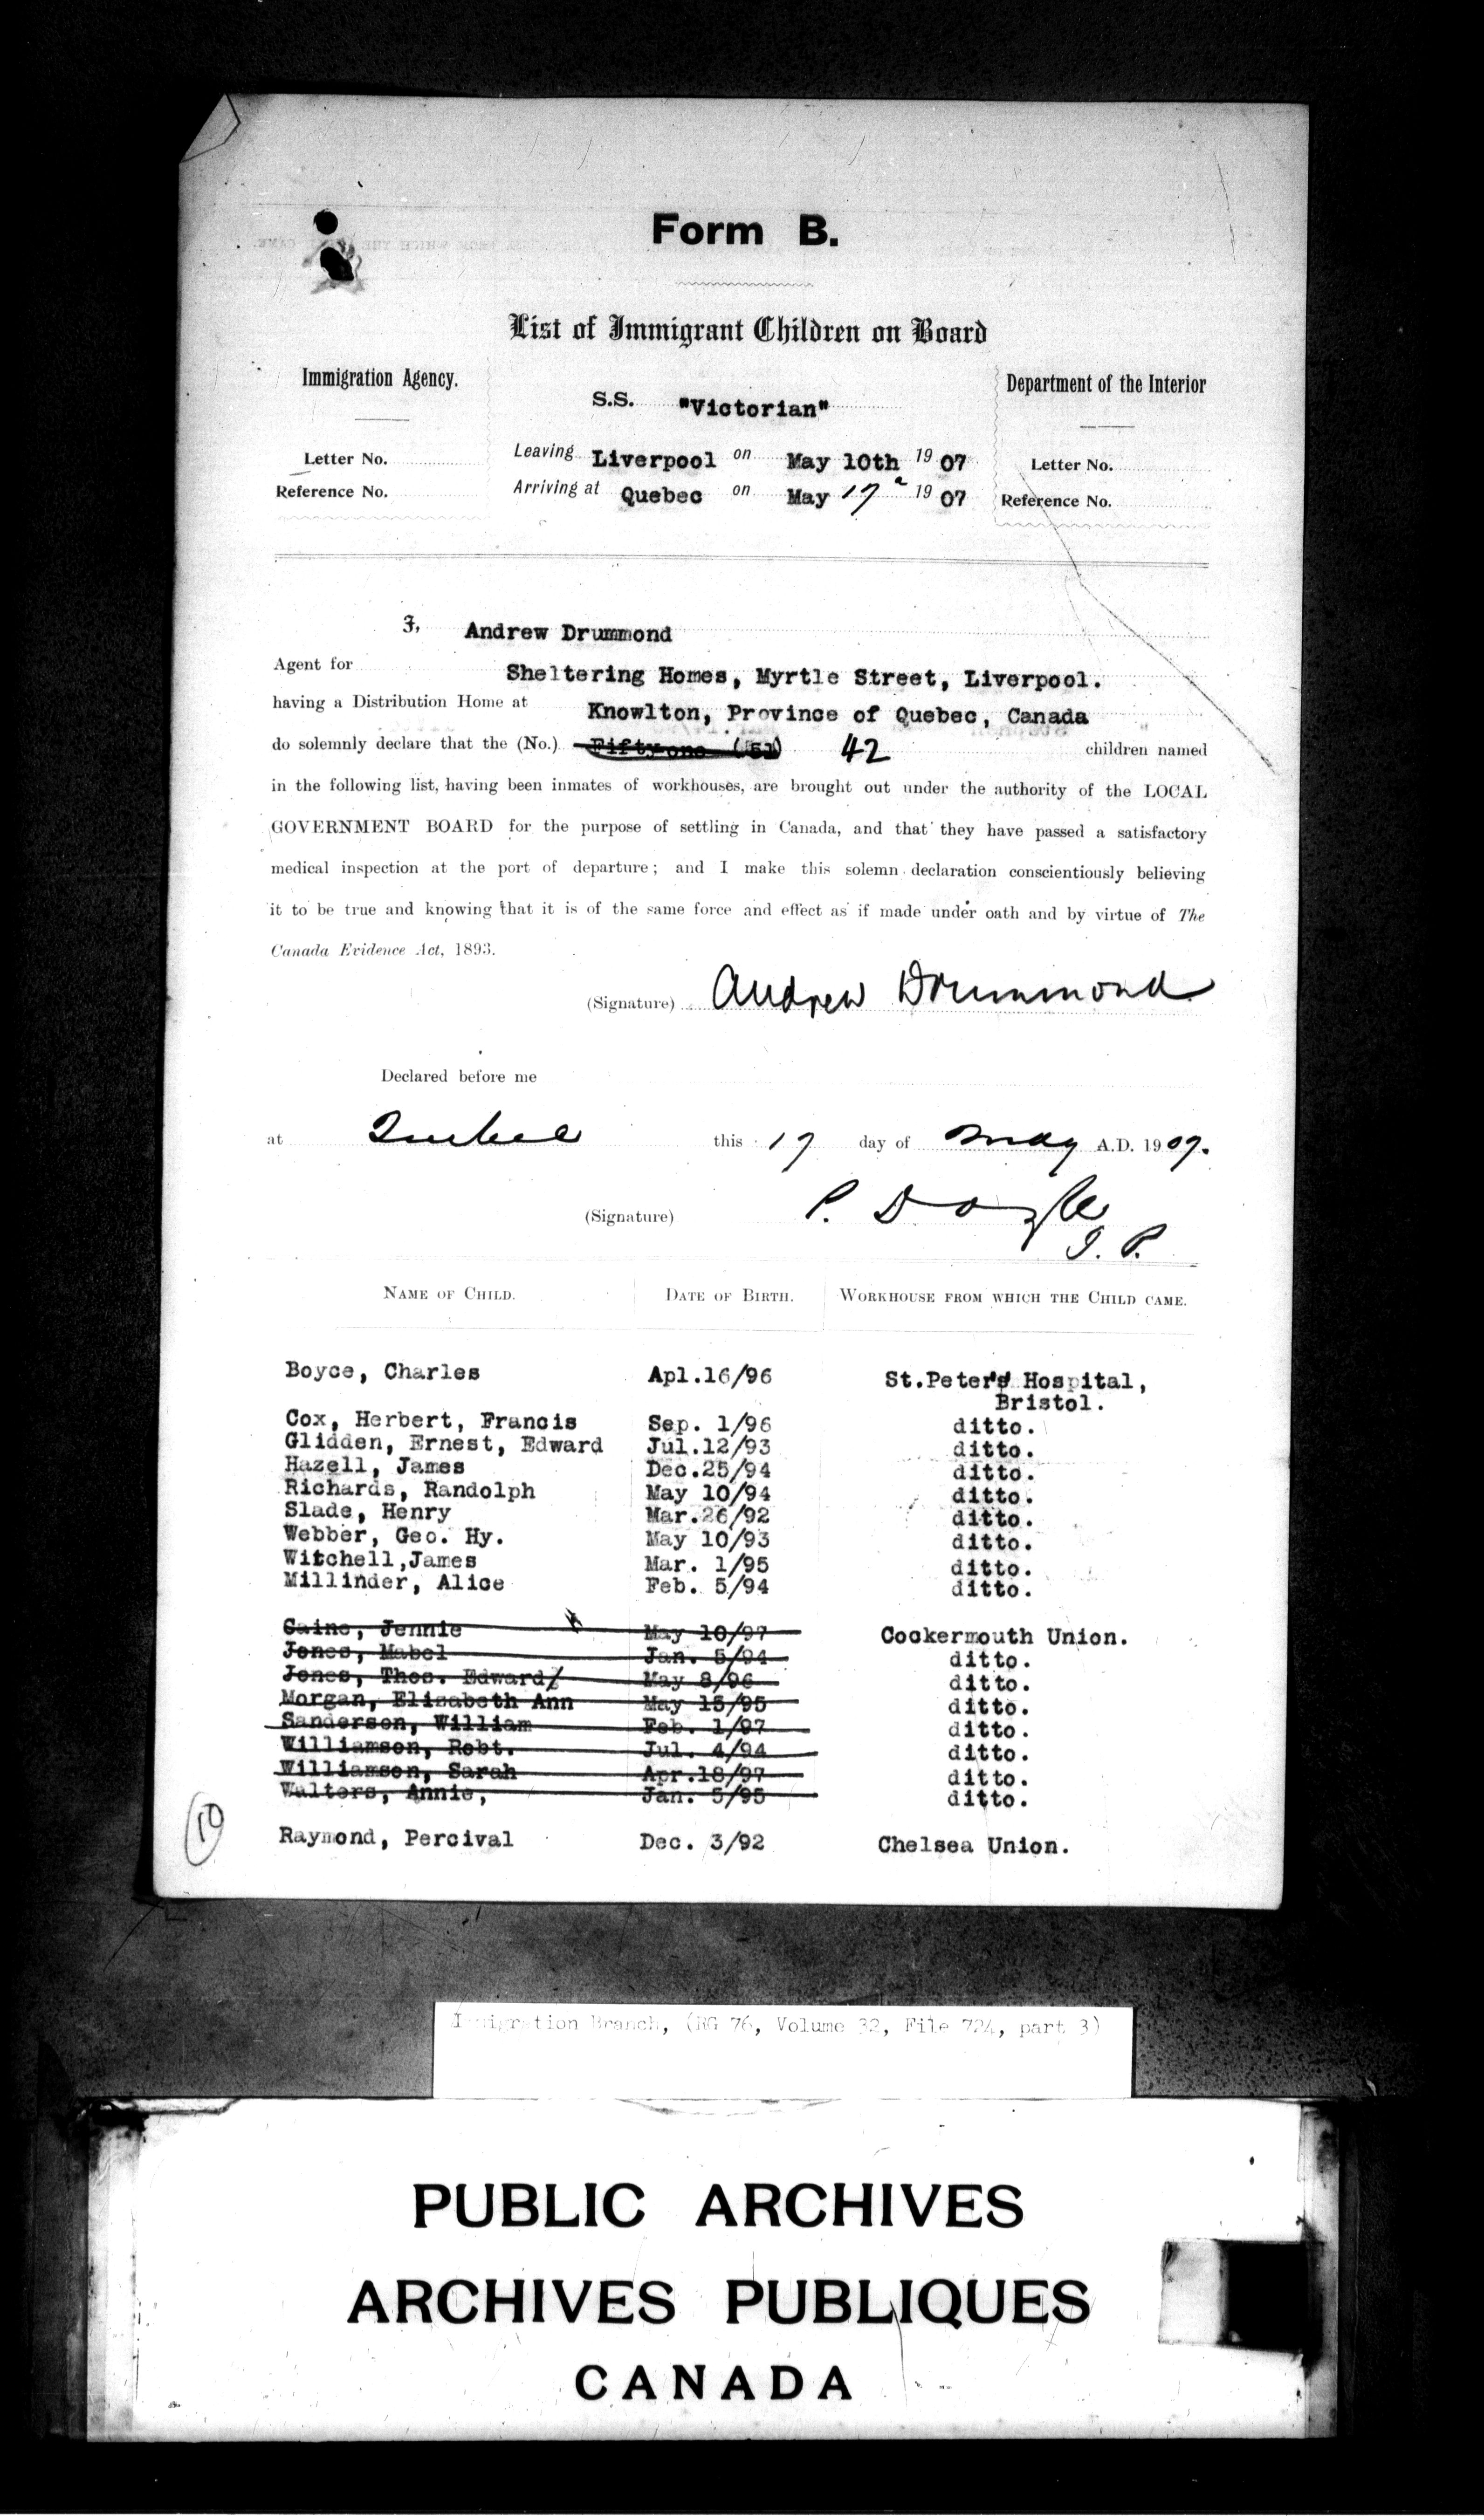 Form B.
List of Immigrant Children on Board
Immigration Agency.
Department of the Interior
S.S. "Victorian"
Letter No.
Leaving Liverpool on May 10th 1907
Letter No.
Reference No.
Arriving at Quebec on May 17 1907
Reference No.
I, Andrew Drummond
Agent for Sheltering Homes, Myrtle Street, Liverpool.
having a Distribution Home at Knowlton, Province of Quebec, Canada
do solemnly declare that the (No.) Fifty one (51) 42 children named
in the following list, having been inmates of workhouses, are brought out under the authority of the LOCAL
GOVERNMENT BOARD for the purpose of settling in Canada, and that they have passed a satisfactory
medical inspection at the port of departure; and I make this solemn declaration conscientiously believing
it to be true and knowing that it is of the same force and effect as if made under oath and by virtue of The
Canada Evidence Act, 1893.
(Signature) Andrew Drummond
Declared before me
at Quebec this 17 day of May A.D. 1907.
(Signature) P. Doyle
J. P.
NAME OF CHILD. DATE OF BIRTH. WORKHOUSE FROM WHICH THE CHILD CAME.
Boyce, Charles Apl.16/96 St.Peter's Hospital,
Bristol.
Cox, Herbert, Francis Sep. 1/96 ditto.
Glidden, Ernest, Edward Jul.12/93 ditto.
Hazell, James Dec.25/94 ditto.
Richards, Randolph May 10/94 ditto.
Slade, Henry Mar.26/92 ditto.
Webber, Geo. Hy. May 10/93 ditto.
Witchell,James Mar. 1/95 ditto.
Millinder, Alice Feb. 5/94 ditto.
Caine, Jennie May 10/97 Cockermouth Union.
Jones, Mabel Jan. 5/94 ditto.
Jones, Thos. Edward May 8/96 ditto.
Morgan, Elizabeth Ann May 15/95 ditto.
Sanderson, William Feb. 1/97 ditto.
Williamson, Robt. Jul. 4/94 ditto.
Williamson, Sarah Apr.18/97 ditto.
Walters, Annie, Jan. 5/95 ditto.
10
Raymond, Percival Dec. 3/92 Chelsea Union.
Immigration Branch, (RG 76, Volume 32, File 724, part 3)
PUBLIC ARCHIVES
ARCHIVES PUBLIQUES
CANADA